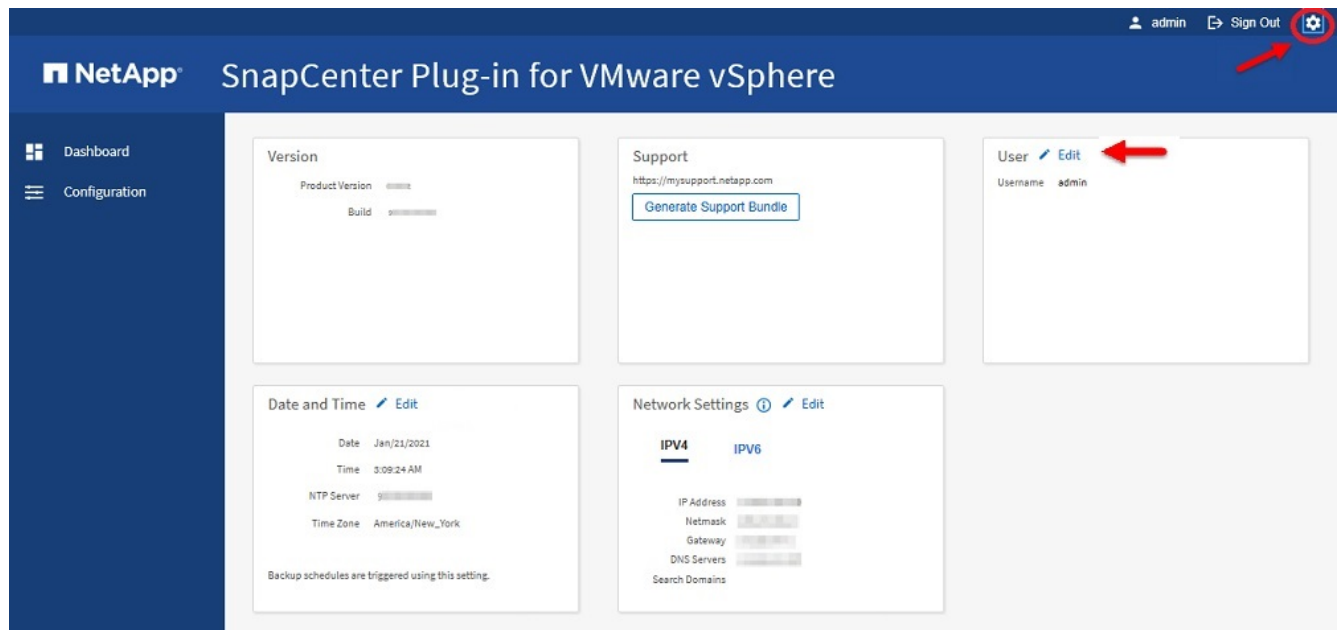 admin Sign Out
NetApp® SnapCenter Plug-in for VMware vSphere
Dashboard
Configuration
Version
Product Version
Build
Support
https://mysupport.netapp.com
Generate Support Bundle
User Edit
Username admin
Date and Time Edit
Date Jan/21/2021
Time 3:09:24 AM
NTP Server
Time Zone America/New_York
Backup schedules are triggered using this setting.
Network Settings Edit
IPV4 IPV6
IP Address
Netmask
Gateway
DNS Servers
Search Domains